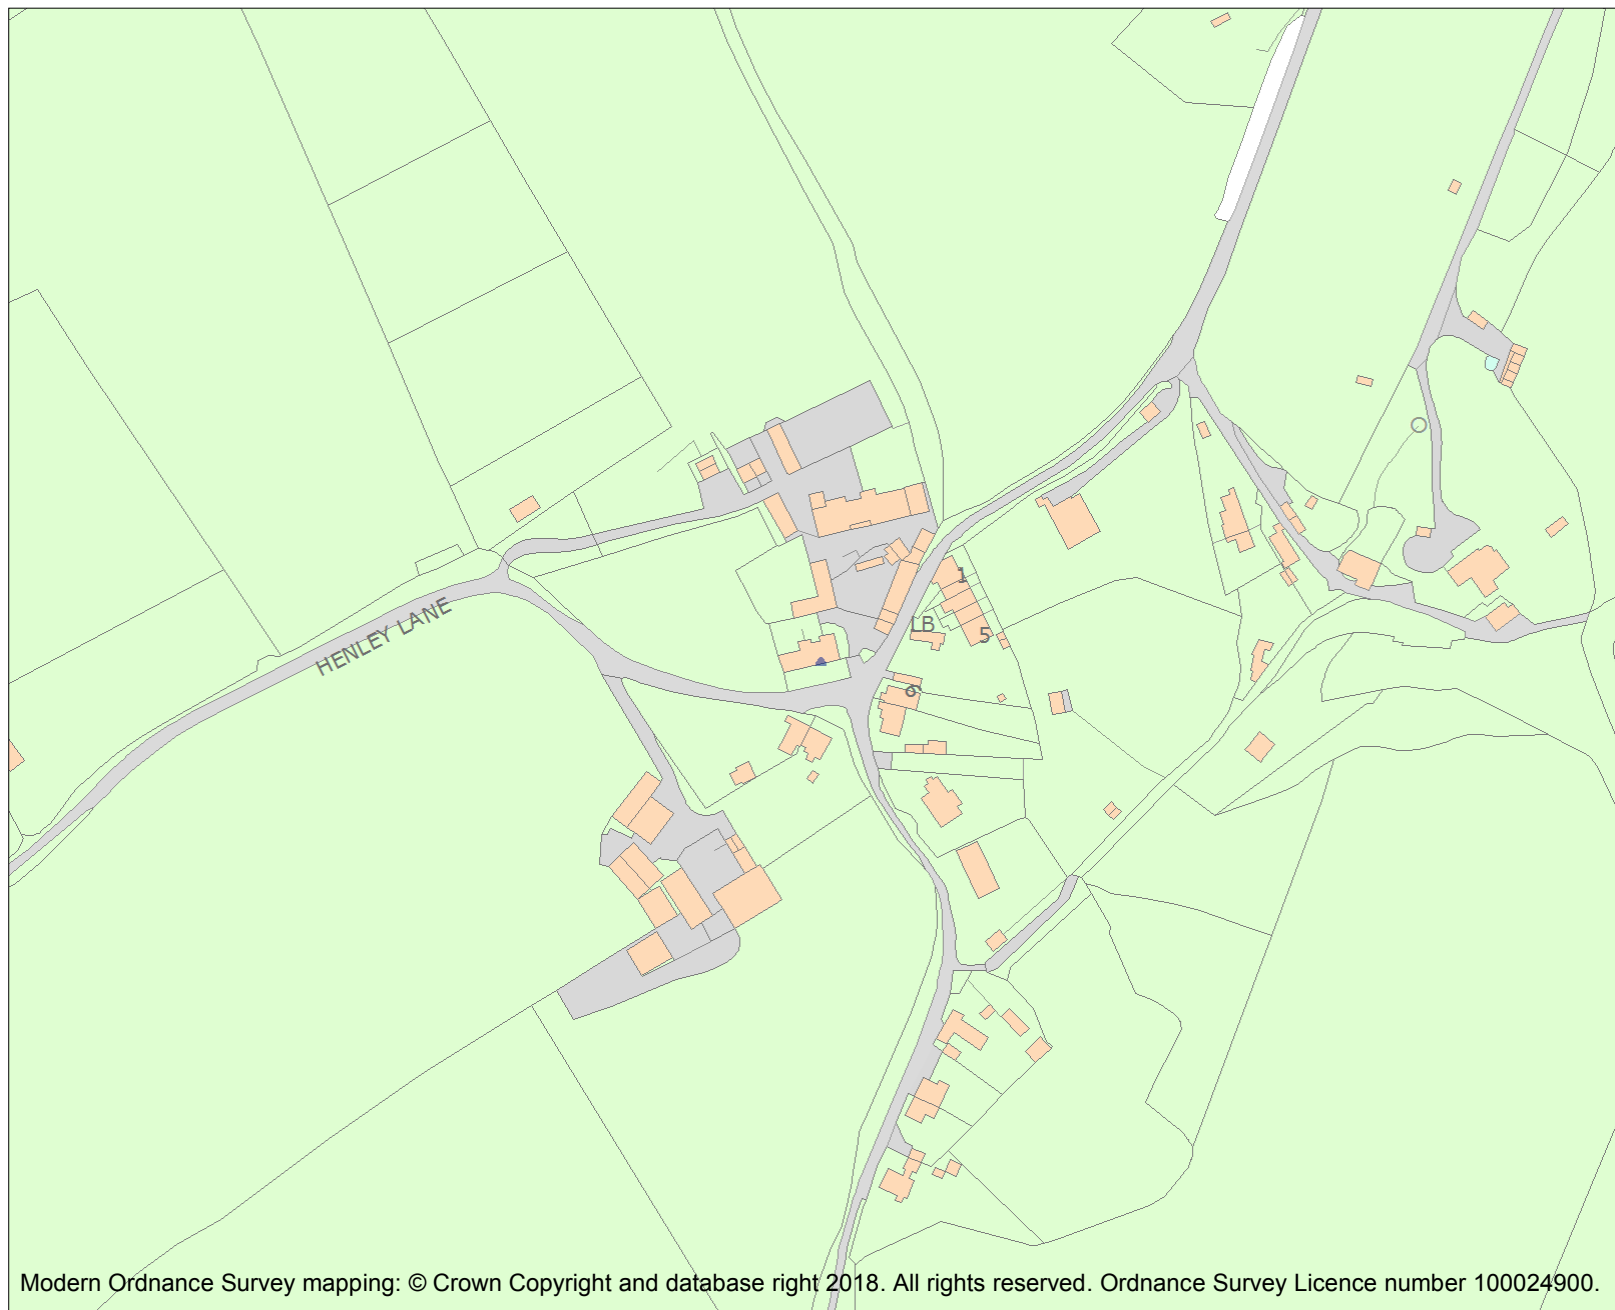 1
HENLEY LANE
LB
5
6
Modern Ordnance Survey mapping: © Crown Copyright and database right 2018. All rights reserved. Ordnance Survey Licence number 100024900.